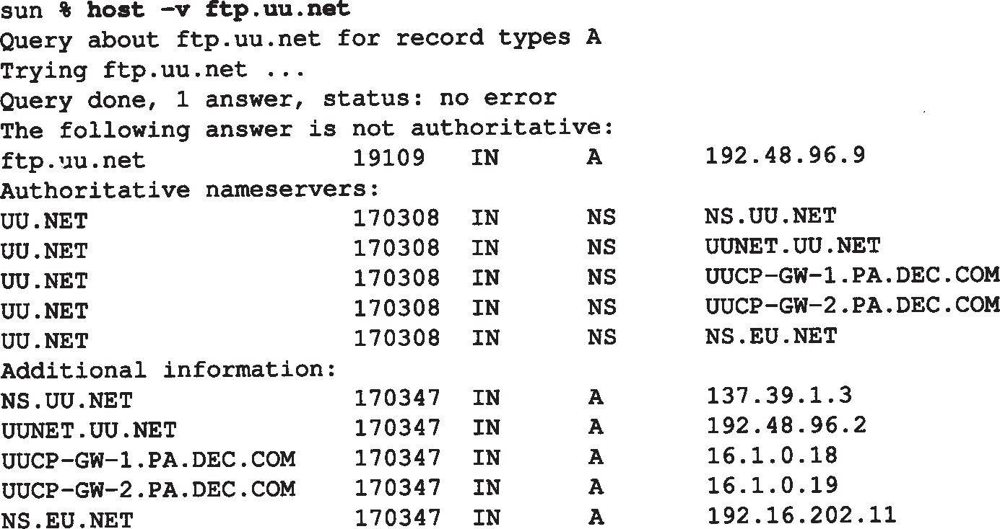 sun % host -v ftp.uu.net
Query about ftp.uu.net for record types A
Trying ftp.uu.net ...
Query done, 1 answer, status: no error
The following answer is not authoritative:
ftp.uu.net 19109 IN A 192.48.96.9
Authoritative nameservers:
UU.NET 170308 IN NS NS.UU.NET
UU.NET 170308 IN NS UUNET.UU.NET
UU.NET 170308 IN NS UUCP-GW-1.PA.DEC.COM
UU.NET 170308 IN NS UUCP-GW-2.PA.DEC.COM
UU.NET 170308 IN NS NS.EU.NET
Additional information:
NS.UU.NET 170347 IN A 137.39.1.3
UUNET.UU.NET 170347 IN A 192.48.96.2
UUCP-GW-1.PA.DEC.COM 170347 IN A 16.1.0.18
UUCP-GW-2.PA.DEC.COM 170347 IN A 16.1.0.19
NS.EU.NET 170347 IN A 192.16.202.11